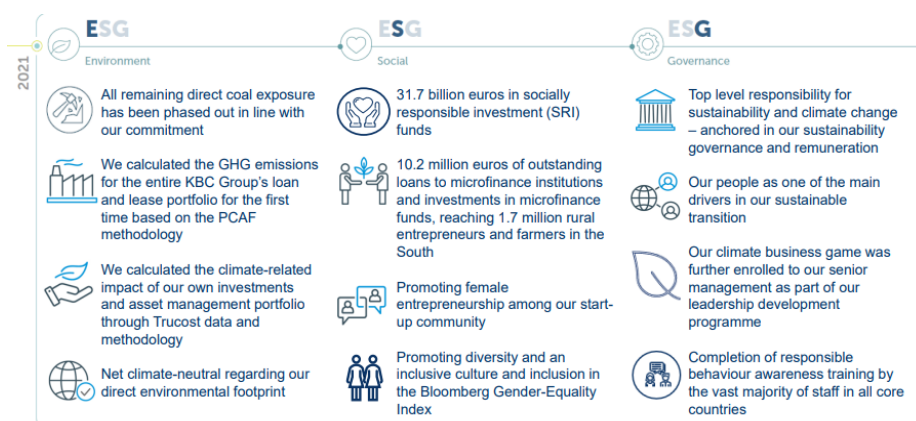 2021
ESG
Environment
All remaining direct coal exposure
has been phased out in line with
our commitment
We calculated the GHG emissions
for the entire KBC Group's loan
and lease portfolio for the first
time based on the PCAF
methodology
We calculated the climate-related
impact of our own investments
and asset management portfolio
through Trucost data and
methodology
Net climate-neutral regarding our
direct environmental footprint
ESG
Social
31.7 billion euros in socially
responsible investment (SRI)
funds
10.2 million euros of outstanding
loans to microfinance institutions
and investments in microfinance
funds, reaching 1.7 million rural
entrepreneurs and farmers in the
South
Promoting female
entrepreneurship among our start-
up community
Promoting diversity and an
inclusive culture and inclusion in
the Bloomberg Gender-Equality
Index
ESG
Governance
Top level responsibility for
sustainability and climate change
– anchored in our sustainability
governance and remuneration
Our people as one of the main
drivers in our sustainable
transition
Our climate business game was
further enrolled to our senior
management as part of our
leadership development
programme
Completion of responsible
behaviour awareness training by
the vast majority of staff in all core
countries